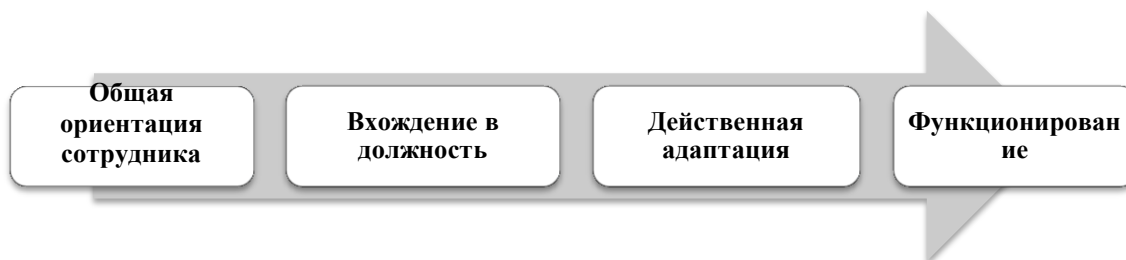 Общая
ориентация
сотрудника
Вхождение в
должность
Действенная
адаптация
Функционирован
ие